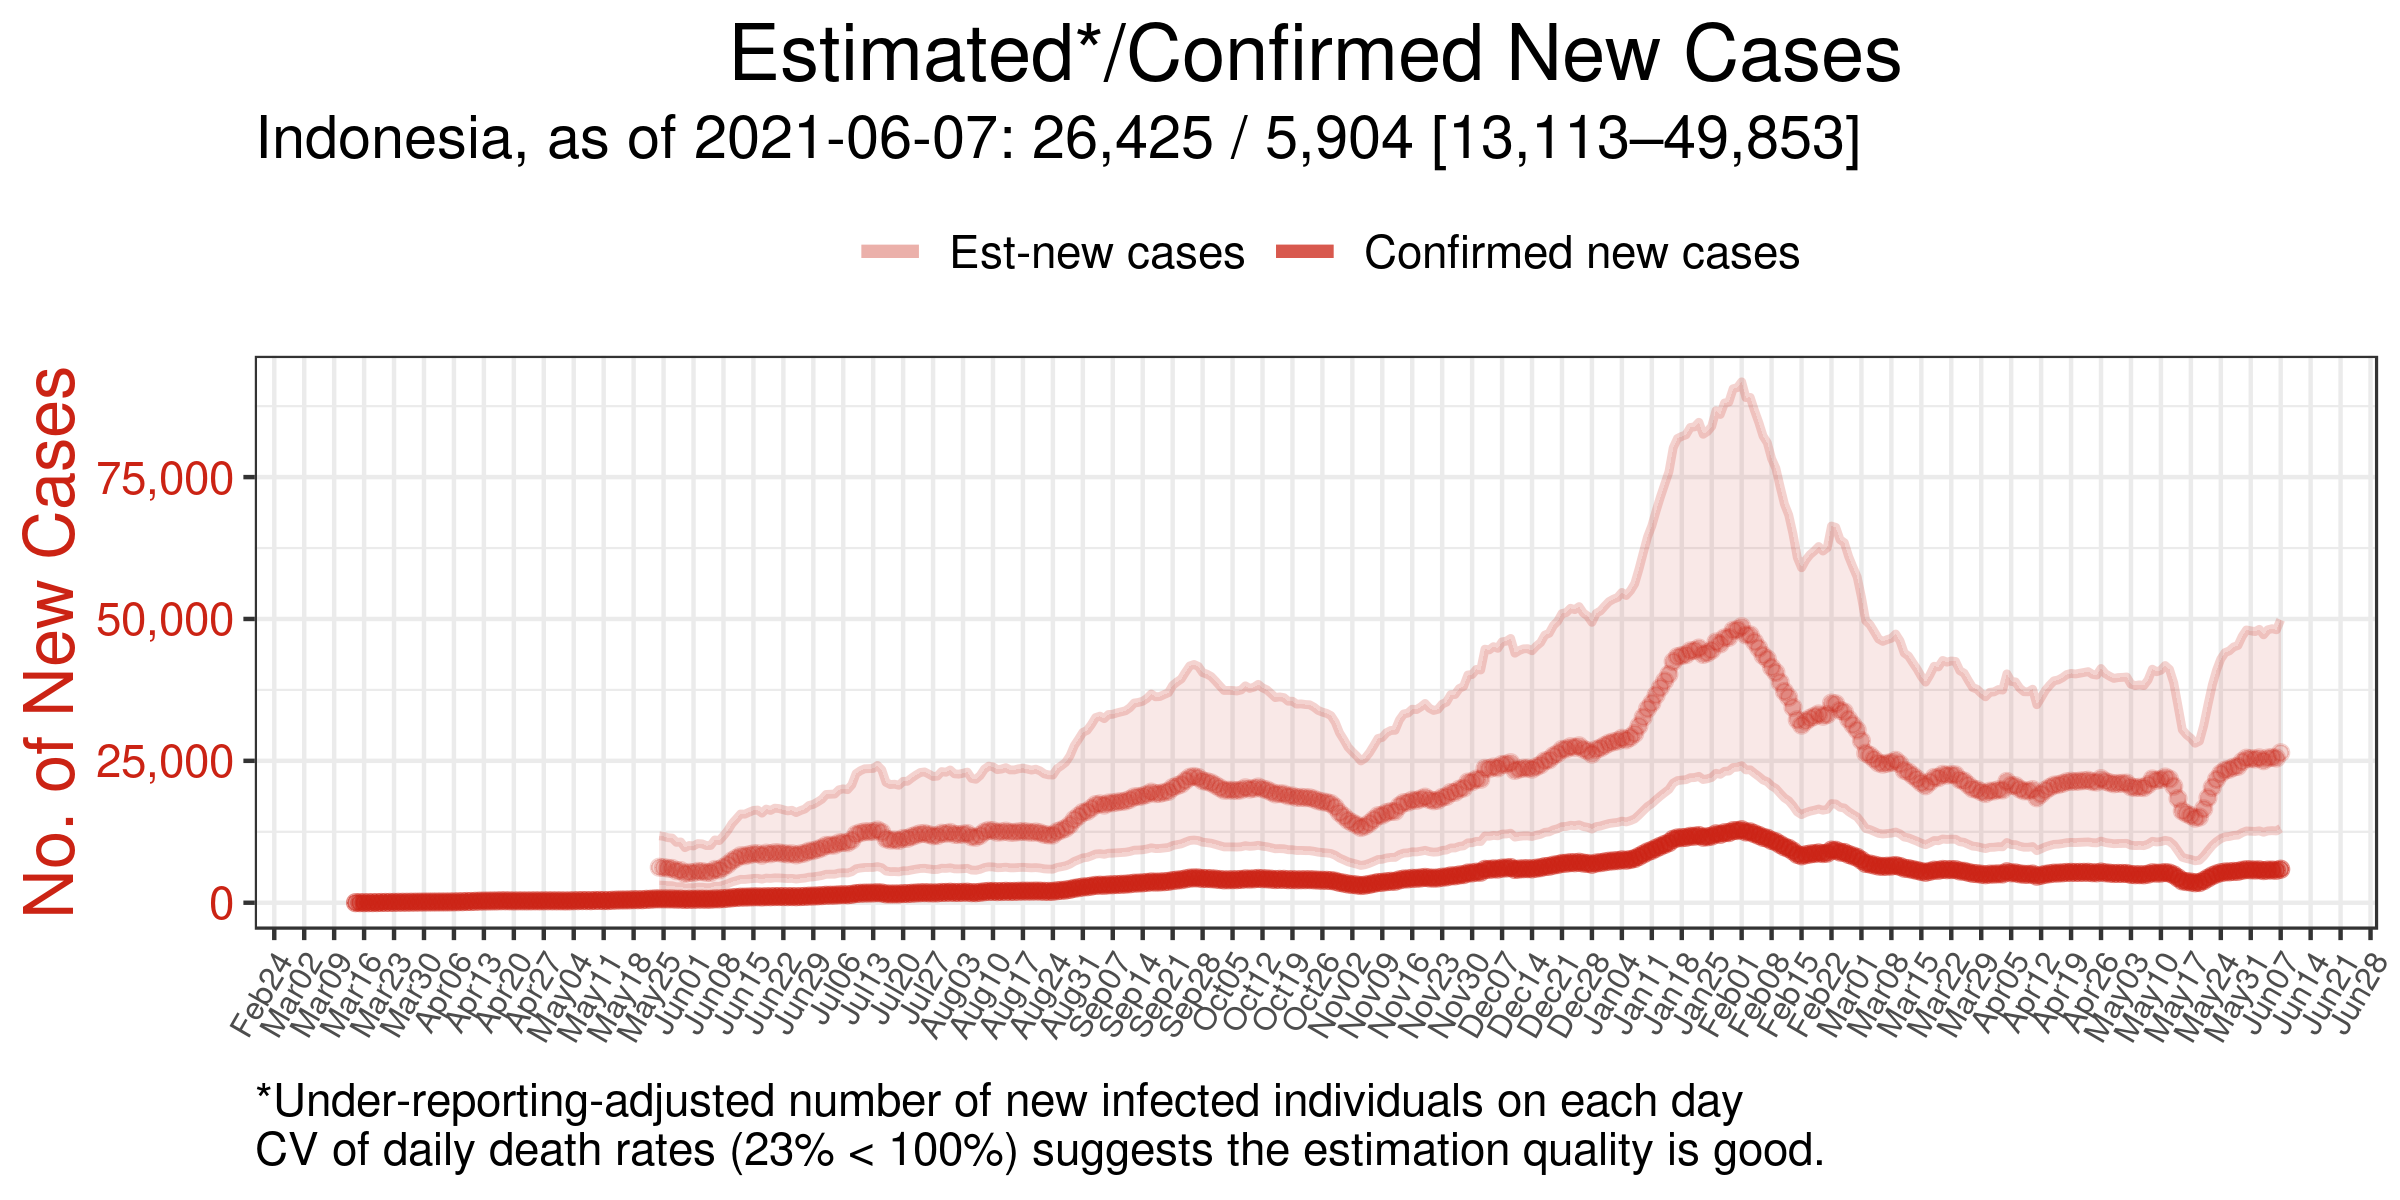 Estimated*/Confirmed New Cases
Indonesia, as of 2021-06-07: 26,425 / 5,904 [13,113–49,853]
Est-new cases
Confirmed new cases
No. of New Cases
75,000
50,000
25,000
0
Feb24
Mar02
Mar09
Mar16
Mar23
Mar30
Apr06
Apr13
Apr20
Apr27
May04
May11
May18
May25
Jun01
Jun08
Jun15
Jun22
Jun29
Jul06
Jul13
Jul20
Jul27
Aug03
Aug10
Aug17
Aug24
Aug31
Sep07
Sep14
Sep21
Sep28
Oct05
Oct12
Oct19
Oct26
Nov02
Nov09
Nov16
Nov23
Nov30
Dec07
Dec14
Dec21
Dec28
Jan04
Jan11
Jan18
Jan25
Feb01
Feb08
Feb15
Feb22
Mar01
Mar08
Mar15
Mar22
Mar29
Apr05
Apr12
Apr19
Apr26
May03
May10
May17
May24
May31
Jun07
Jun14
Jun21
Jun28
*Under-reporting-adjusted number of new infected individuals on each day
CV of daily death rates (23% < 100%) suggests the estimation quality is good.